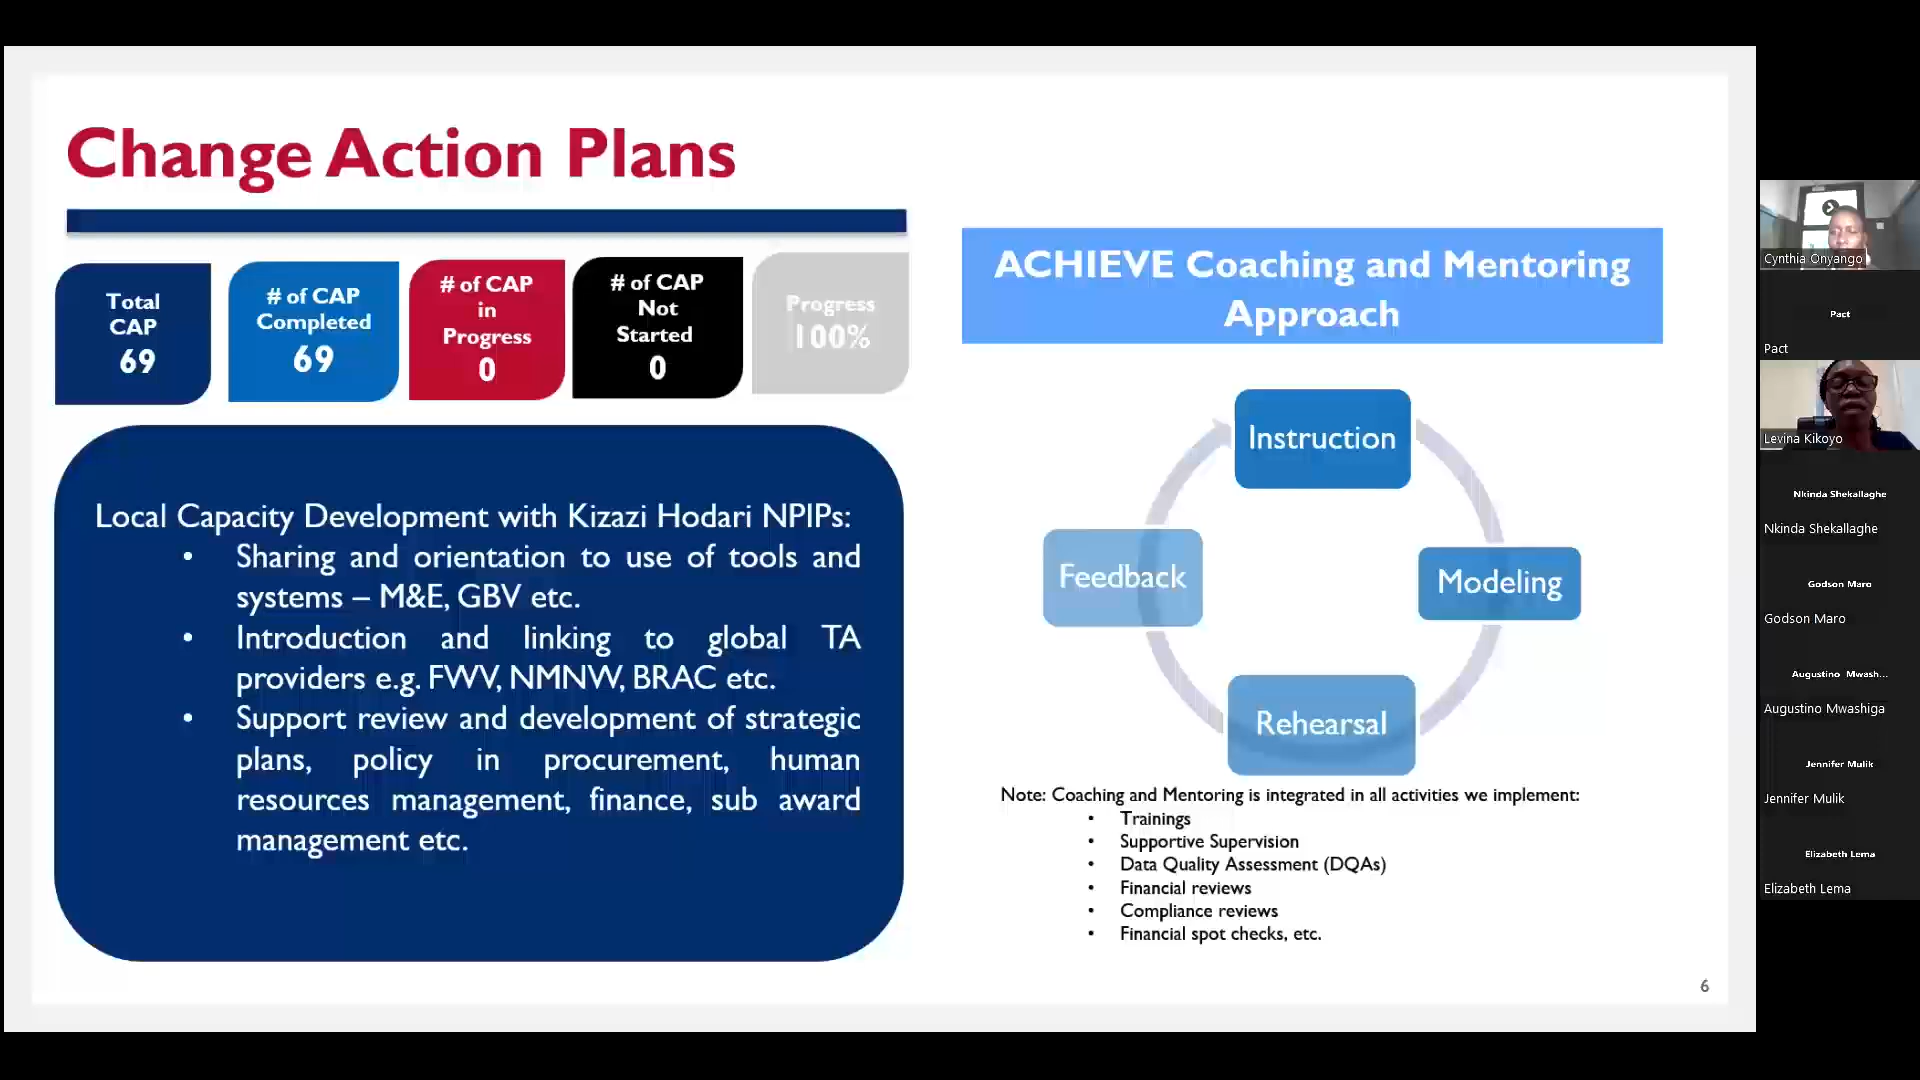 Change Action Plans
Total
CAP
69
# of CAP
Completed
69
# of CAP
in
Progress
0
# of CAP
Not
Started
0
Progress
100%
Local Capacity Development with Kizazi Hodari NPIPs:
• Sharing and orientation to use of tools and
systems – M&E, GBV etc.
• Introduction and linking to global TA
providers e.g. FWV, NMNW, BRAC etc.
• Support review and development of strategic
plans, policy in procurement, human
resources management, finance, sub award
management etc.
ACHIEVE Coaching and Mentoring
Approach
Instruction
Modeling
Rehearsal
Feedback
Note: Coaching and Mentoring is integrated in all activities we implement:
• Trainings
• Supportive Supervision
• Data Quality Assessment (DQAs)
• Financial reviews
• Compliance reviews
• Financial spot checks, etc.
6
Cynthia Onyango
Pact
Pact
Levina Kikoyo
Nkinda Shekallaghe
Nkinda Shekallaghe
Godson Maro
Godson Maro
Augustino Mwash...
Augustino Mwashiga
Jennifer Mulik
Jennifer Mulik
Elizabeth Lema
Elizabeth Lema